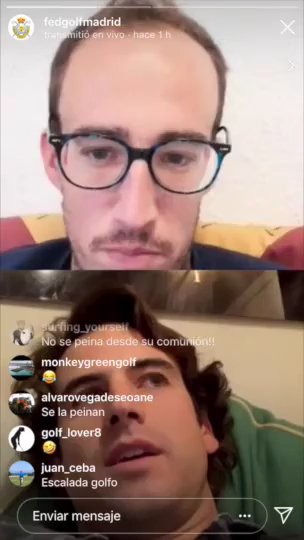 fedgolfmadrid
transmitió en vivo · hace 1 h
surfing_yourself
No se peina desde su comunión!!
monkeygreengolf
alvarovegadeseoane
Se la peinan
golf_lover8
juan_ceba
Escalada golfo
Enviar mensaje